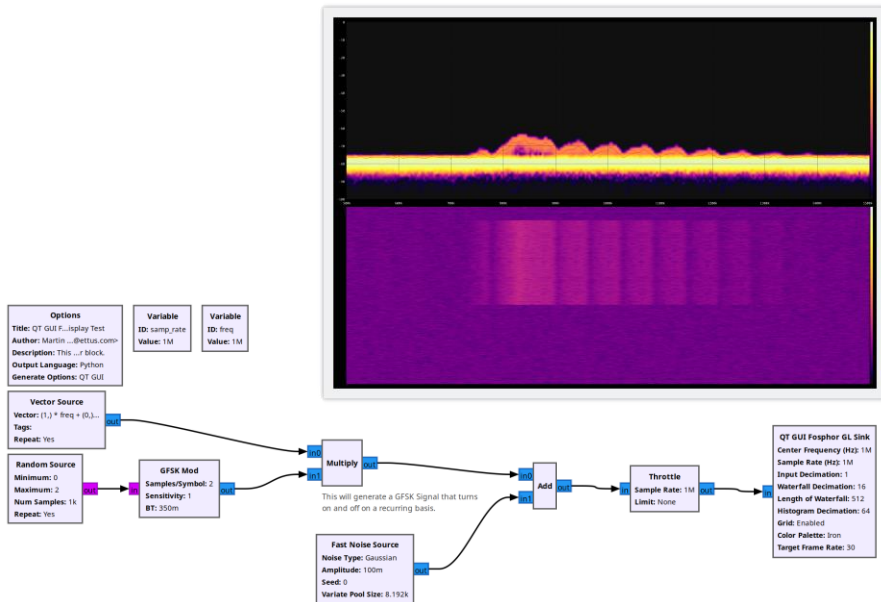 Options
Title: QT GUI F...isplay Test
Author: Martin ...@ettus.com>
Description: This ...r block.
Output Language: Python
Generate Options: QT GUI
Variable
ID: samp_rate
Value: 1M
Variable
ID: freq
Value: 1M
Vector Source
Vector: (1,) * freq + (0,)...
Tags:
Repeat: Yes
out
Random Source
Minimum: 0
Maximum: 2
Num Samples: 1k
Repeat: Yes
out
in
GFSK Mod
Samples/Symbol: 2
Sensitivity: 1
BT: 350m
out
in0
in1
Multiply
out
This will generate a GFSK Signal that turns
on and off on a recurring basis.
Fast Noise Source
Noise Type: Gaussian
Amplitude: 100m
Seed: 0
Variate Pool Size: 8.192k
out
in0
in1
Add
out
in
Throttle
Sample Rate: 1M
Limit: None
out
in
QT GUI Fosphor GL Sink
Center Frequency (Hz): 1M
Sample Rate (Hz): 1M
Input Decimation: 1
Waterfall Decimation: 16
Length of Waterfall: 512
Histogram Decimation: 64
Grid: Enabled
Color Palette: Iron
Target Frame Rate: 30